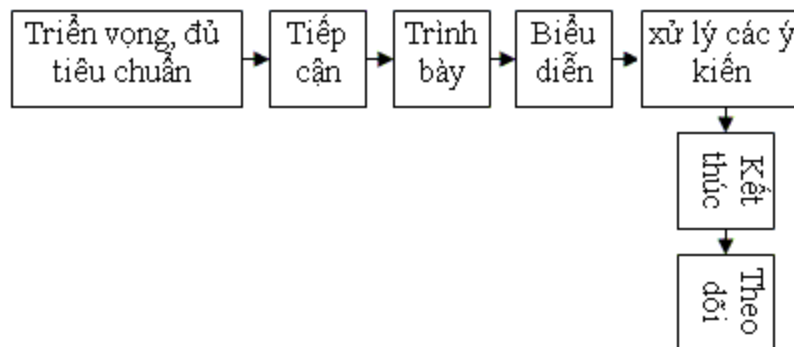 Triển vọng, đủ
tiêu chuẩn
Tiếp
cận
Trình
bày
Biểu
diễn
xử lý các ý
kiến
Kết
thúc
Theo
dõi